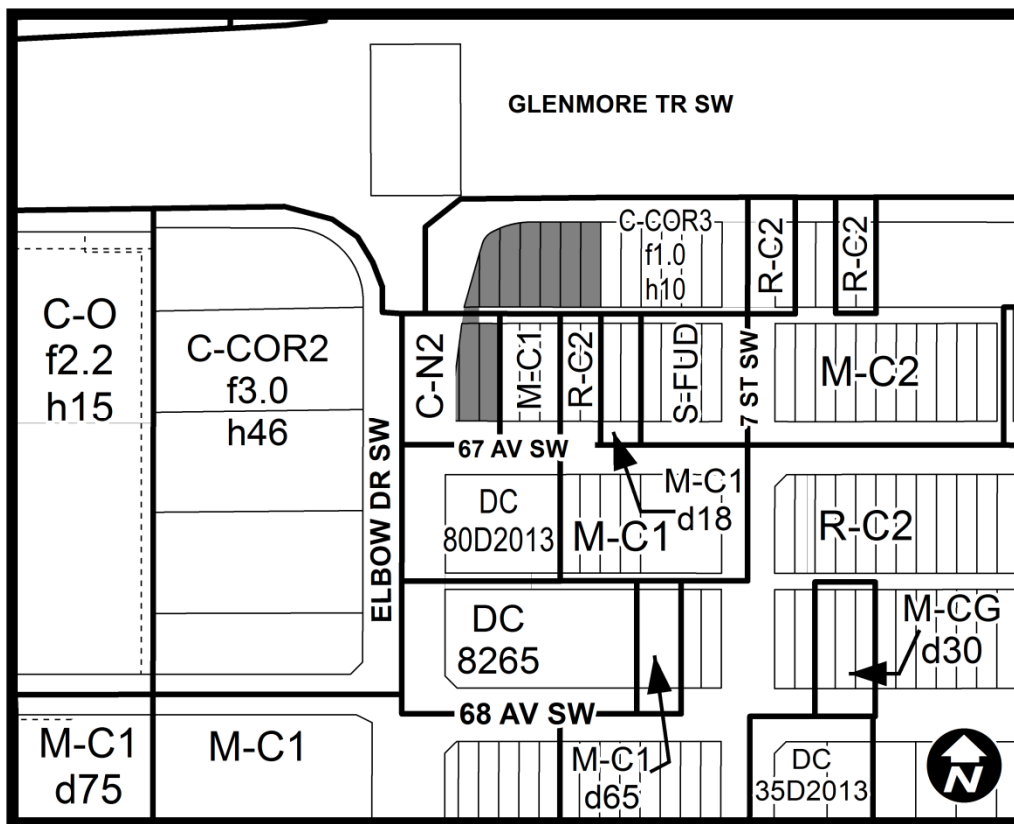 GLENMORE TR SW
C-COR3
f1.0
h10
R-C2
R-C2
C-O
f2.2
h15
C-COR2
f3.0
h46
ELBOW DR SW
C-N2
M-C1
R-C2
S-FUD
7 ST SW
M-C2
67 AV SW
DC
80D2013
M-C1
M-C1
d18
R-C2
DC
8265
M-CG
d30
68 AV SW
M-C1
d75
M-C1
M-C1
d65
DC
35D2013
N